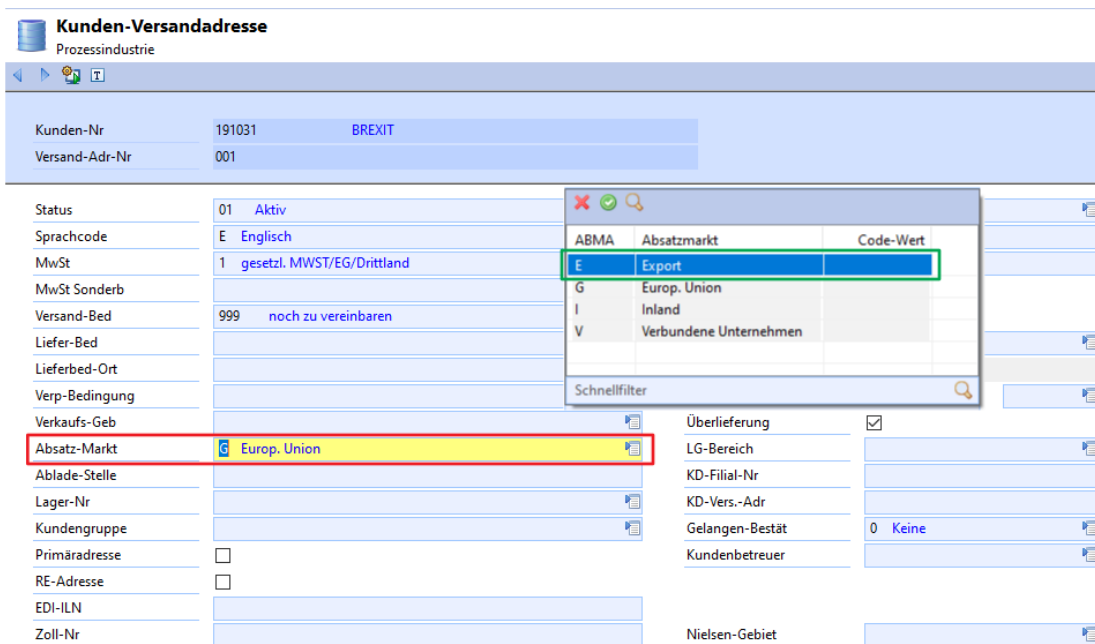 Kunden-Versandadresse
Prozessindustrie
T
Kunden-Nr 191031 BREXIT
Versand-Adr-Nr 001
Status 01 Aktiv
Sprachcode E Englisch
MwSt 1 gesetzl. MWST/EG/Drittland
MwSt Sonderb
Versand-Bed 999 noch zu vereinbaren
Liefer-Bed
Lieferbed-Ort
Verp-Bedingung
Verkaufs-Geb
Absatz-Markt G Europ. Union
Ablade-Stelle
Lager-Nr
Kundengruppe
Primäradresse
RE-Adresse
EDI-ILN
Zoll-Nr
ABMA Absatzmarkt Code-Wert
E Export
G Europ. Union
I Inland
V Verbundene Unternehmen
Schnellfilter
Überlieferung
LG-Bereich
KD-Filial-Nr
KD-Vers.-Adr
Gelangen-Bestät 0 Keine
Kundenbetreuer
Nielsen-Gebiet